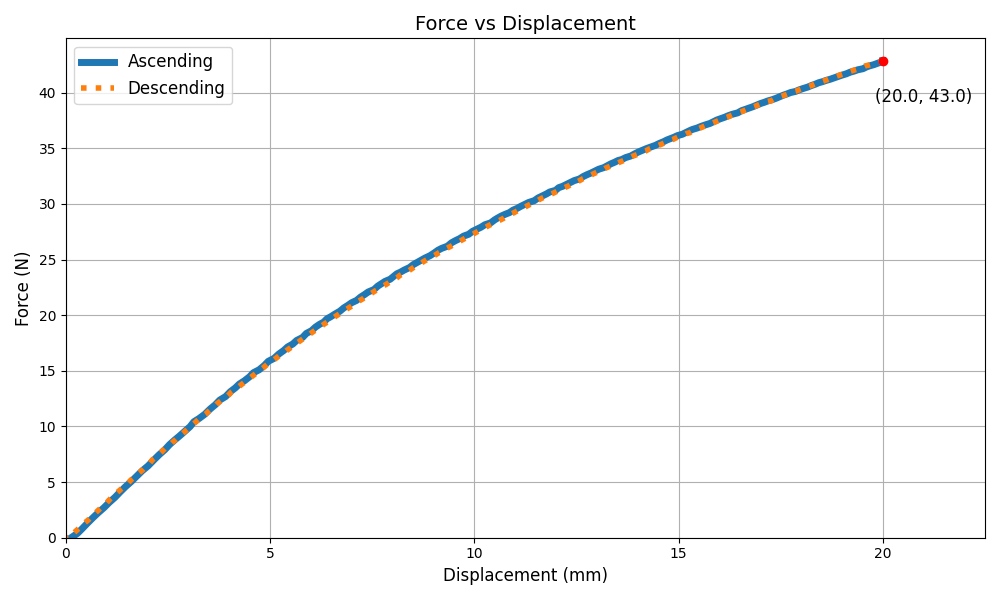 Force vs Displacement
Ascending
Descending
(20.0, 43.0)
Force (N)
40
35
30
25
20
15
10
5
0
0 5 10 15 20
Displacement (mm)